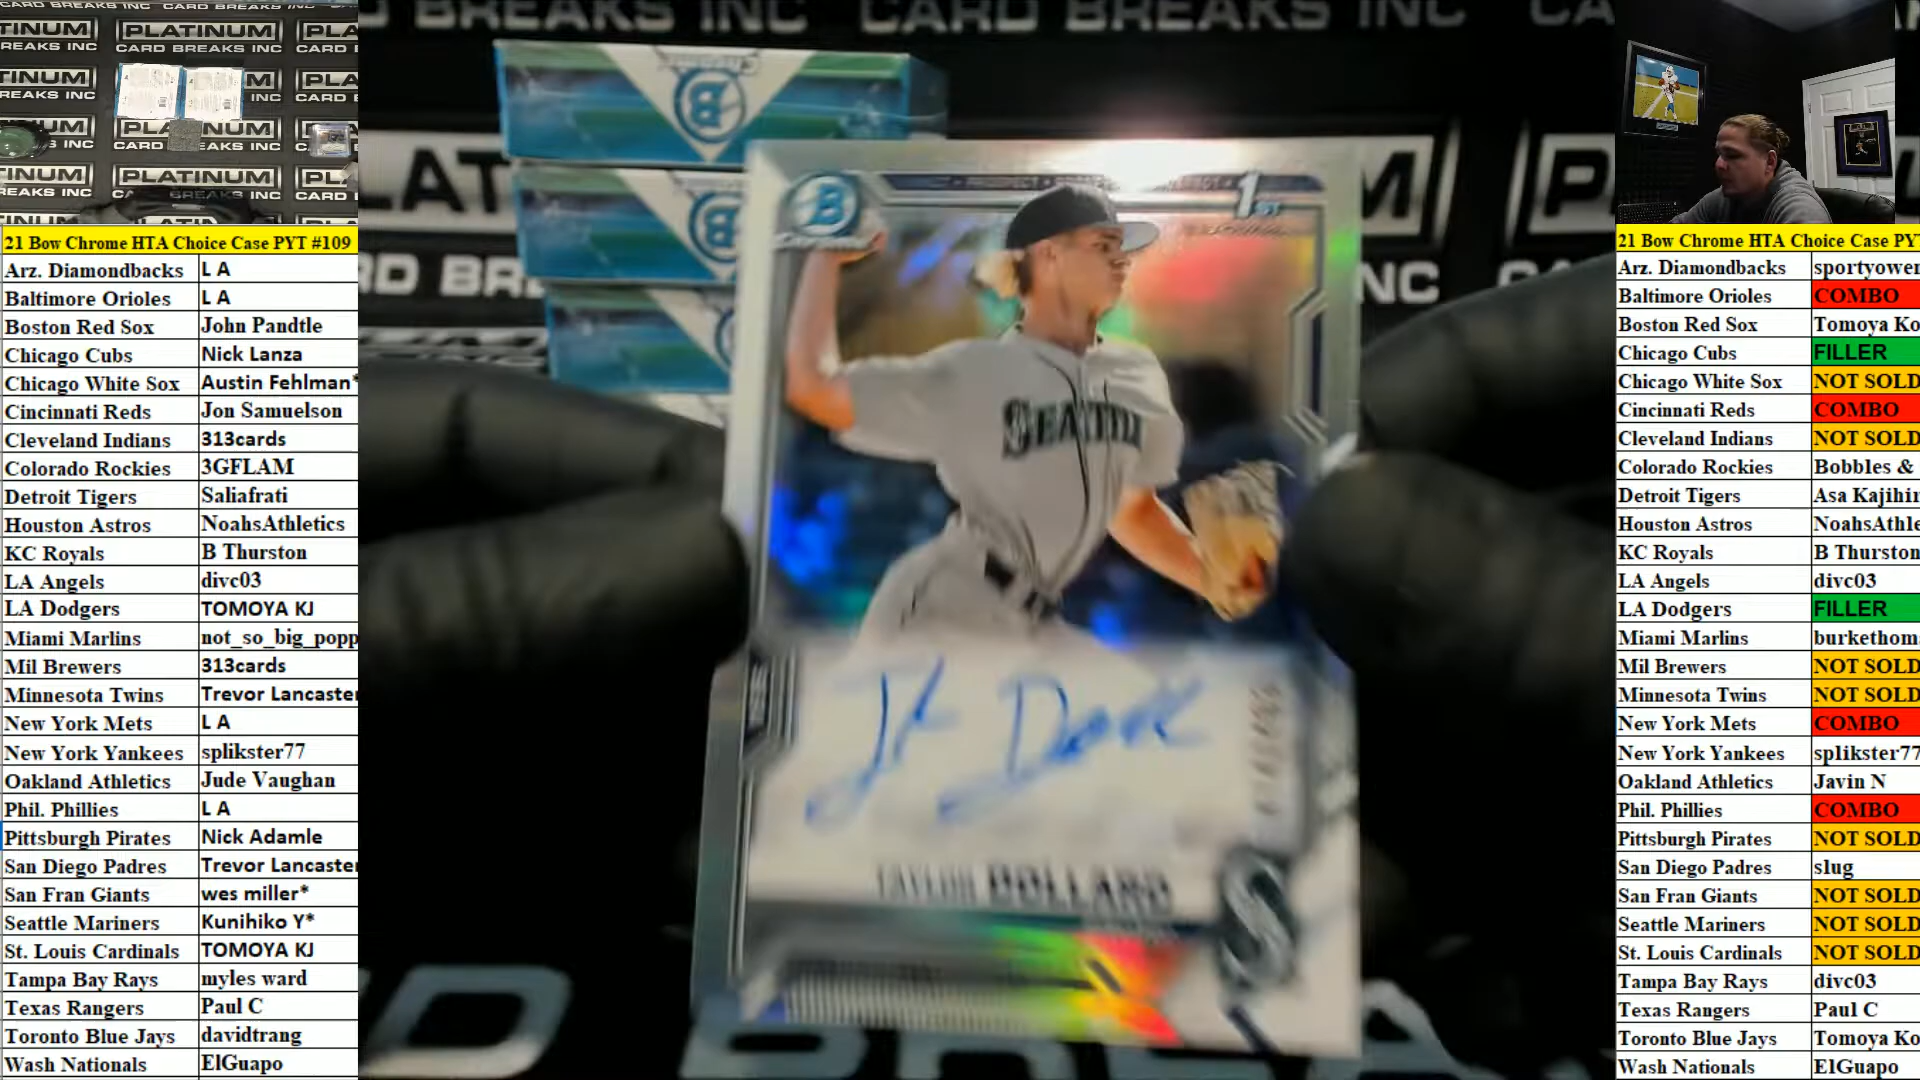 21 Bow Chrome HTA Choice Case PYT #109
Arz. Diamondbacks L A
Baltimore Orioles L A
Boston Red Sox John Pandtle
Chicago Cubs Nick Lanza
Chicago White Sox Austin Fehlman*
Cincinnati Reds Jon Samuelson
Cleveland Indians 313cards
Colorado Rockies 3GFLAM
Detroit Tigers Saliafrati
Houston Astros NoahsAthletics
KC Royals B Thurston
LA Angels divc03
LA Dodgers TOMOYA KJ
Miami Marlins not_so_big_popp
Mil Brewers 313cards
Minnesota Twins Trevor Lancaster
New York Mets L A
New York Yankees splikster77
Oakland Athletics Jude Vaughan
Phil. Phillies L A
Pittsburgh Pirates Nick Adamle
San Diego Padres Trevor Lancaster
San Fran Giants wes miller*
Seattle Mariners Kunihiko Y*
St. Louis Cardinals TOMOYA KJ
Tampa Bay Rays myles ward
Texas Rangers Paul C
Toronto Blue Jays davidtrang
Wash Nationals ElGuapo
PLATINUM
CARD BREAKS INC
B
Chrome
1ST
SEATTL
TAYLOR DOLLARD
S
21 Bow Chrome HTA Choice Case PY
Arz. Diamondbacks sportyower
Baltimore Orioles COMBO
Boston Red Sox Tomoya Ko
Chicago Cubs FILLER
Chicago White Sox NOT SOLD
Cincinnati Reds COMBO
Cleveland Indians NOT SOLD
Colorado Rockies Bobbles &
Detroit Tigers Asa Kajihir
Houston Astros NoahsAthle
KC Royals B Thurston
LA Angels divc03
LA Dodgers FILLER
Miami Marlins burkethom
Mil Brewers NOT SOLD
Minnesota Twins NOT SOLD
New York Mets COMBO
New York Yankees splikster77
Oakland Athletics Javin N
Phil. Phillies COMBO
Pittsburgh Pirates NOT SOLD
San Diego Padres slug
San Fran Giants NOT SOLD
Seattle Mariners NOT SOLD
St. Louis Cardinals NOT SOLD
Tampa Bay Rays divc03
Texas Rangers Paul C
Toronto Blue Jays Tomoya Ko
Wash Nationals ElGuapo